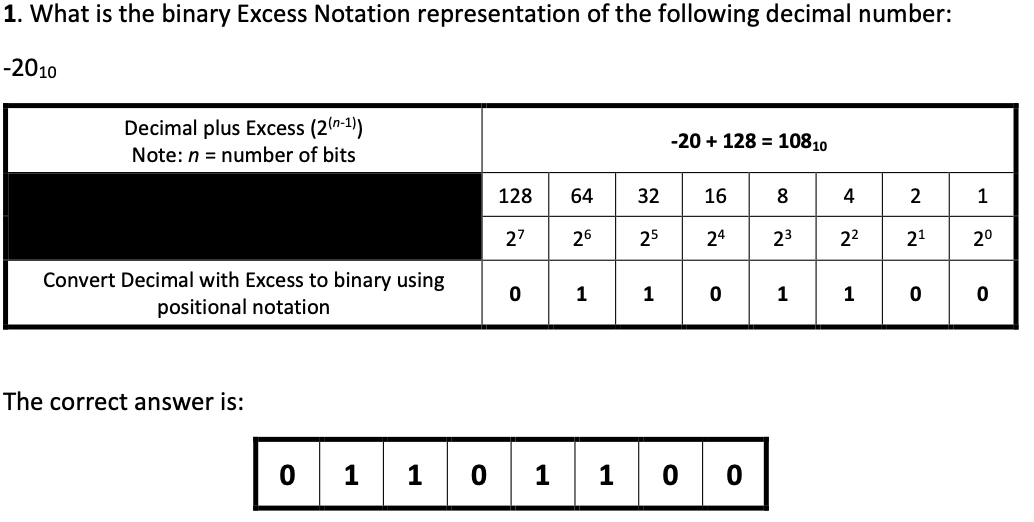 1. What is the binary Excess Notation representation of the following decimal number:
-20₁₀
Decimal plus Excess (2⁽ⁿ⁻¹⁾)
Note: n = number of bits
-20 + 128 = 108₁₀
128 64 32 16 8 4 2 1
2⁷ 2⁶ 2⁵ 2⁴ 2³ 2² 2¹ 2⁰
Convert Decimal with Excess to binary using
positional notation
0 1 1 0 1 1 0 0
The correct answer is:
0 1 1 0 1 1 0 0